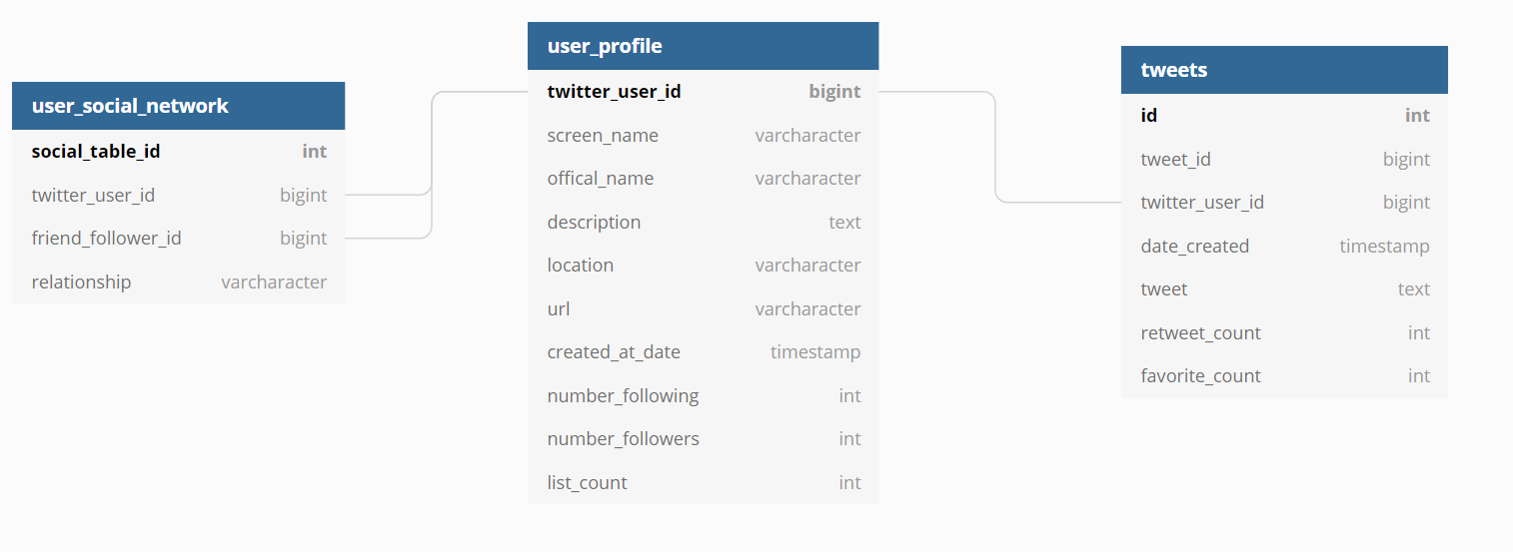 user_social_network
social_table_id int
twitter_user_id bigint
friend_follower_id bigint
relationship varcharacter
user_profile
twitter_user_id bigint
screen_name varcharacter
offical_name varcharacter
description text
location varcharacter
url varcharacter
created_at_date timestamp
number_following int
number_followers int
list_count int
tweets
id int
tweet_id bigint
twitter_user_id bigint
date_created timestamp
tweet text
retweet_count int
favorite_count int